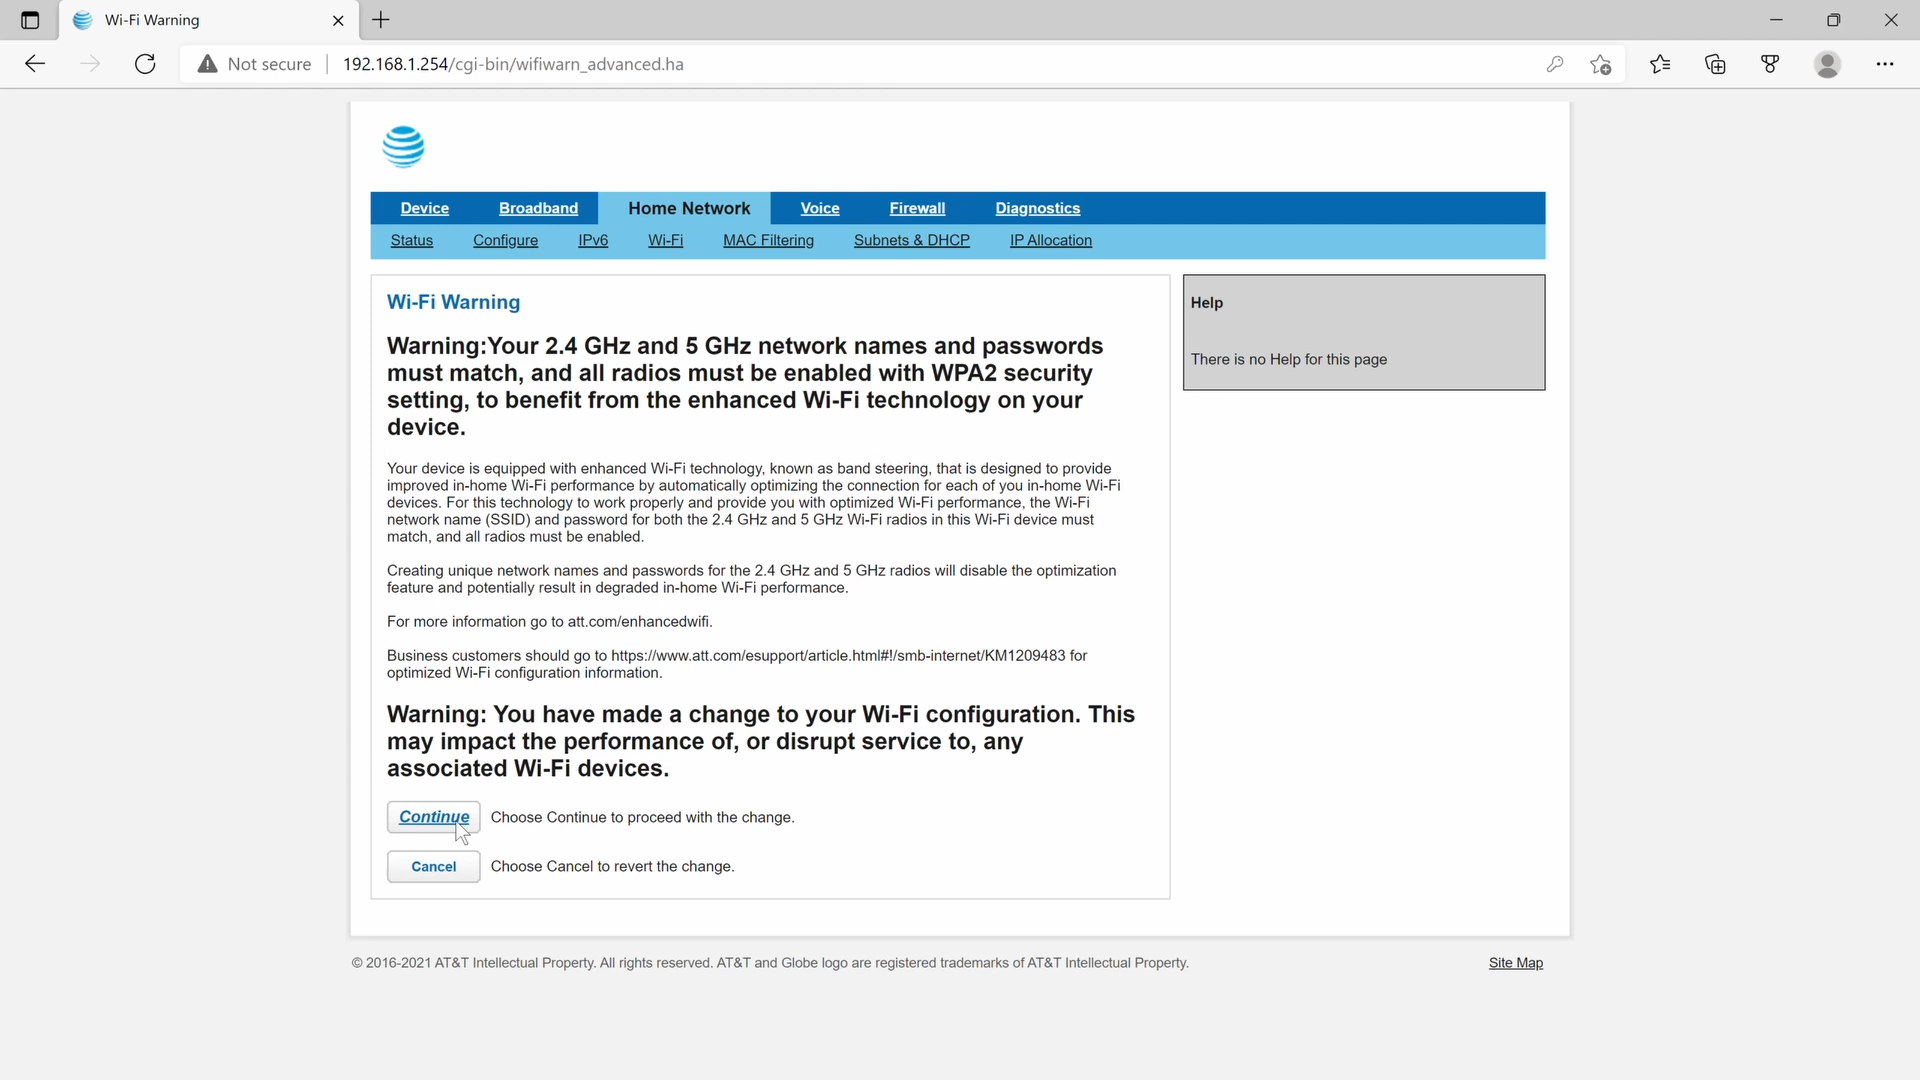 Wi-Fi Warning
Not secure
192.168.1.254/cgi-bin/wifiwarn_advanced.ha
Device Broadband Home Network Voice Firewall Diagnostics
Status Configure IPv6 Wi-Fi MAC Filtering Subnets & DHCP IP Allocation
Wi-Fi Warning
Warning:Your 2.4 GHz and 5 GHz network names and passwords
must match, and all radios must be enabled with WPA2 security
setting, to benefit from the enhanced Wi-Fi technology on your
device.
Your device is equipped with enhanced Wi-Fi technology, known as band steering, that is designed to provide
improved in-home Wi-Fi performance by automatically optimizing the connection for each of you in-home Wi-Fi
devices. For this technology to work properly and provide you with optimized Wi-Fi performance, the Wi-Fi
network name (SSID) and password for both the 2.4 GHz and 5 GHz Wi-Fi radios in this Wi-Fi device must
match, and all radios must be enabled.
Creating unique network names and passwords for the 2.4 GHz and 5 GHz radios will disable the optimization
feature and potentially result in degraded in-home Wi-Fi performance.
For more information go to att.com/enhancedwifi.
Business customers should go to https://www.att.com/esupport/article.html#!/smb-internet/KM1209483 for
optimized Wi-Fi configuration information.
Warning: You have made a change to your Wi-Fi configuration. This
may impact the performance of, or disrupt service to, any
associated Wi-Fi devices.
Continue Choose Continue to proceed with the change.
Cancel Choose Cancel to revert the change.
Help
There is no Help for this page
© 2016-2021 AT&T Intellectual Property. All rights reserved. AT&T and Globe logo are registered trademarks of AT&T Intellectual Property.
Site Map